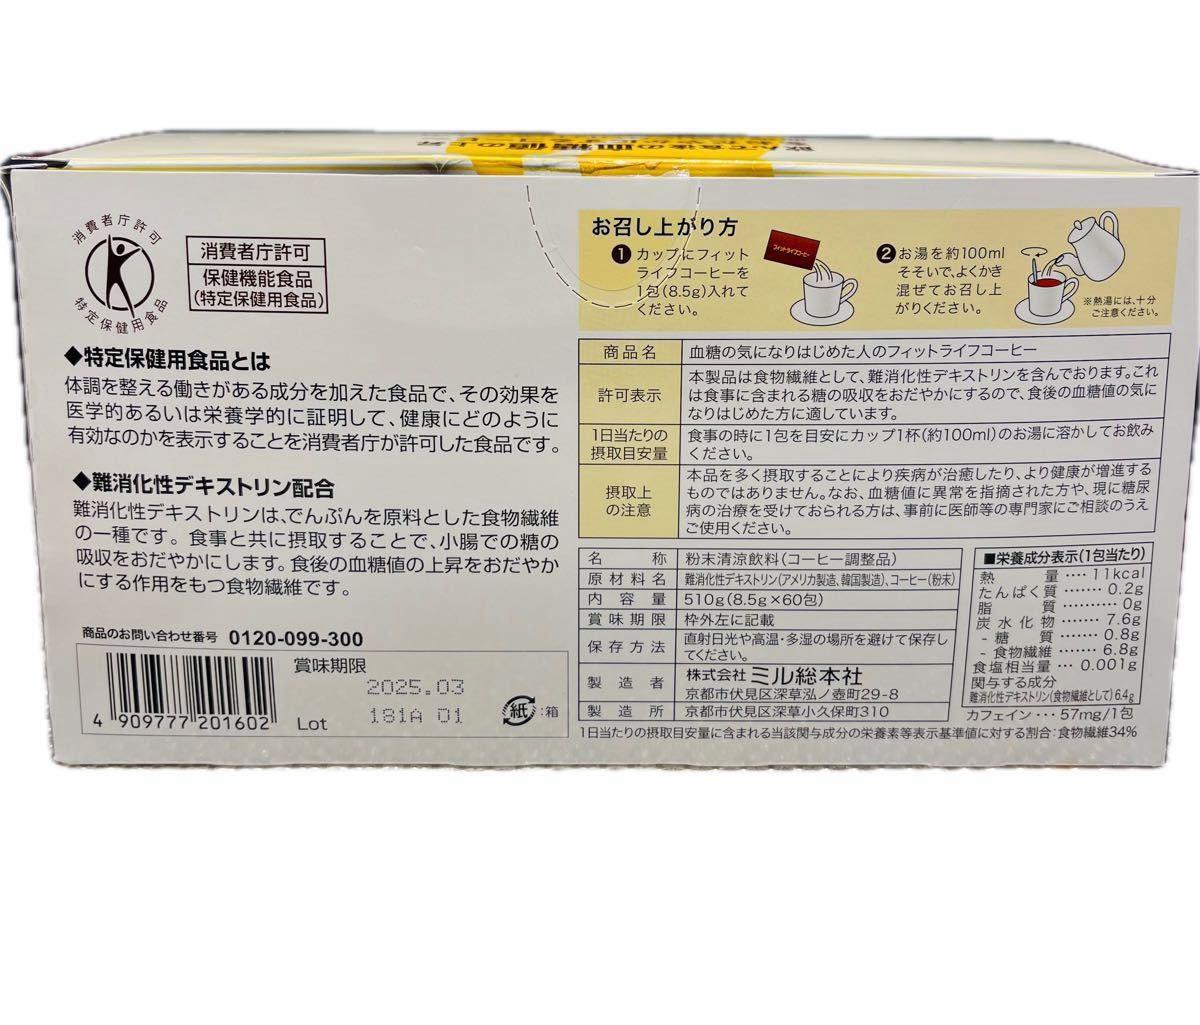 飲んで食後の血糖値の上昇
消費者庁許可
特定保健用食品
消費者庁許可
保健機能食品
(特定保健用食品)
◆特定保健用食品とは
体調を整える働きがある成分を加えた食品で、その効果を
医学的あるいは栄養学的に証明して、健康にどのように
有効なのかを表示することを消費者庁が許可した食品です。
◆難消化性デキストリン配合
難消化性デキストリンは、でんぷんを原料とした食物繊維
の一種です。食事と共に摂取することで、小腸での糖の
吸収をおだやかにします。食後の血糖値の上昇をおだやか
にする作用をもつ食物繊維です。
商品のお問い合わせ番号 0120-099-300
4 909777 201602
賞味期限
2025.03
Lot 181A 01
紙 :箱
お召し上がり方
❶カップにフィット
ライフコーヒーを
1包(8.5g)入れて
ください。
フィットライフコーヒー
❷お湯を約100ml
そそいで、よくかき
混ぜてお召し上
がりください。
※熱湯には、十分
ご注意ください。
商品名 血糖の気になりはじめた人のフィットライフコーヒー
許可表示 本製品は食物繊維として、難消化性デキストリンを含んでおります。これ
は食事に含まれる糖の吸収をおだやかにするので、食後の血糖値の気に
なりはじめた方に適しています。
1日当たりの
摂取目安量
食事の時に1包を目安にカップ1杯(約100ml)のお湯に溶かしてお飲み
ください。
摂取上
の注意
本品を多く摂取することにより疾病が治癒したり、より健康が増進する
ものではありません。なお、血糖値に異常を指摘された方や、現に糖尿
病の治療を受けておられる方は、事前に医師等の専門家にご相談のうえ
ご使用ください。
名称 粉末清涼飲料(コーヒー調整品)
原材料名 難消化性デキストリン(アメリカ製造、韓国製造)、コーヒー(粉末)
内容量 510g(8.5g×60包)
賞味期限 枠外左に記載
保存方法 直射日光や高温・多湿の場所を避けて保存し
てください。
製造者 株式会社ミル総本社
京都市伏見区深草泓ノ壺町29-8
製造所 京都市伏見区深草小久保町310
■栄養成分表示(1包当たり)
熱量‥‥11kcal
たんぱく質‥‥‥0.2g
脂質‥‥‥‥‥0g
炭水化物‥‥‥7.6g
- 糖質‥‥‥‥0.8g
- 食物繊維‥‥‥6.8g
食塩相当量‥‥0.001g
関与する成分
難消化性デキストリン(食物繊維として)6.4g
カフェイン‥‥57mg/1包
1日当たりの摂取目安量に含まれる当該関与成分の栄養素等表示基準値に対する割合:食物繊維34%